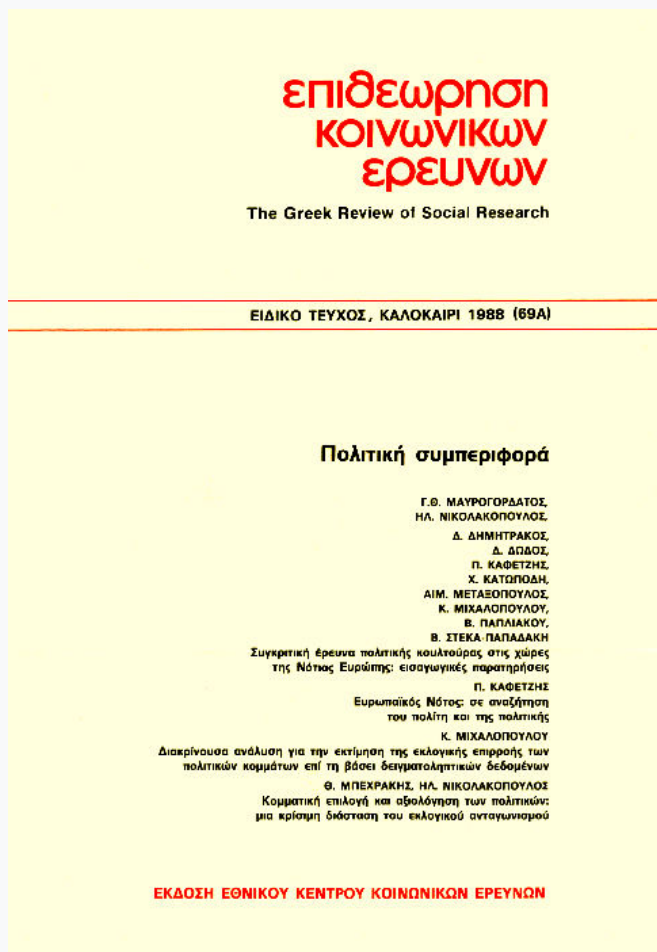 επιθεωρηση
κοινωνικων
ερευνων
The Greek Review of Social Research
ΕΙΔΙΚΟ ΤΕΥΧΟΣ, ΚΑΛΟΚΑΙΡΙ 1988 (69Α)
Πολιτική συμπεριφορά
Γ.Θ. ΜΑΥΡΟΓΟΡΔΑΤΟΣ,
ΗΛ. ΝΙΚΟΛΑΚΟΠΟΥΛΟΣ,
Δ. ΔΗΜΗΤΡΑΚΟΣ,
Δ. ΔΩΔΟΣ,
Π. ΚΑΦΕΤΖΗΣ,
Χ. ΚΑΤΩΠΟΔΗ,
ΑΙΜ. ΜΕΤΑΞΟΠΟΥΛΟΣ,
Κ. ΜΙΧΑΛΟΠΟΥΛΟΥ,
Β. ΠΑΠΛΙΑΚΟΥ,
Β. ΣΤΕΚΑ-ΠΑΠΑΔΑΚΗ
Συγκριτική έρευνα πολιτικής κουλτούρας στις χώρες
της Νότιας Ευρώπης: εισαγωγικές παρατηρήσεις
Π. ΚΑΦΕΤΖΗΣ
Ευρωπαϊκός Νότος: σε αναζήτηση
του πολίτη και της πολιτικής
Κ. ΜΙΧΑΛΟΠΟΥΛΟΥ
Διακρίνουσα ανάλυση για την εκτίμηση της εκλογικής επιρροής των
πολιτικών κομμάτων επί τη βάσει δειγματοληπτικών δεδομένων
Θ. ΜΠΕΧΡΑΚΗΣ, ΗΛ. ΝΙΚΟΛΑΚΟΠΟΥΛΟΣ
Κομματική επιλογή και αξιολόγηση των πολιτικών:
μια κρίσιμη διάσταση του εκλογικού ανταγωνισμού
ΕΚΔΟΣΗ ΕΘΝΙΚΟΥ ΚΕΝΤΡΟΥ ΚΟΙΝΩΝΙΚΩΝ ΕΡΕΥΝΩΝ